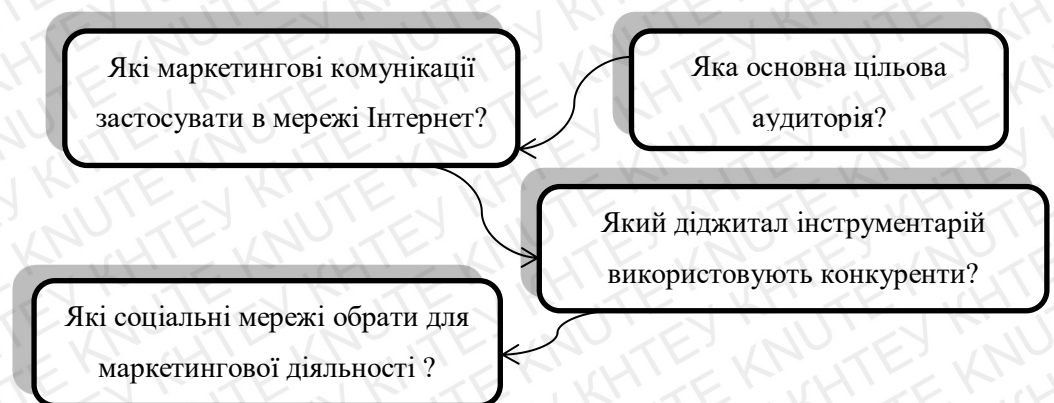 Які маркетингові комунікації
застосувати в мережі Інтернет?
Яка основна цільова
аудиторія?
Який діджитал інструментарій
використовують конкуренти?
Які соціальні мережі обрати для
маркетингової діяльності ?